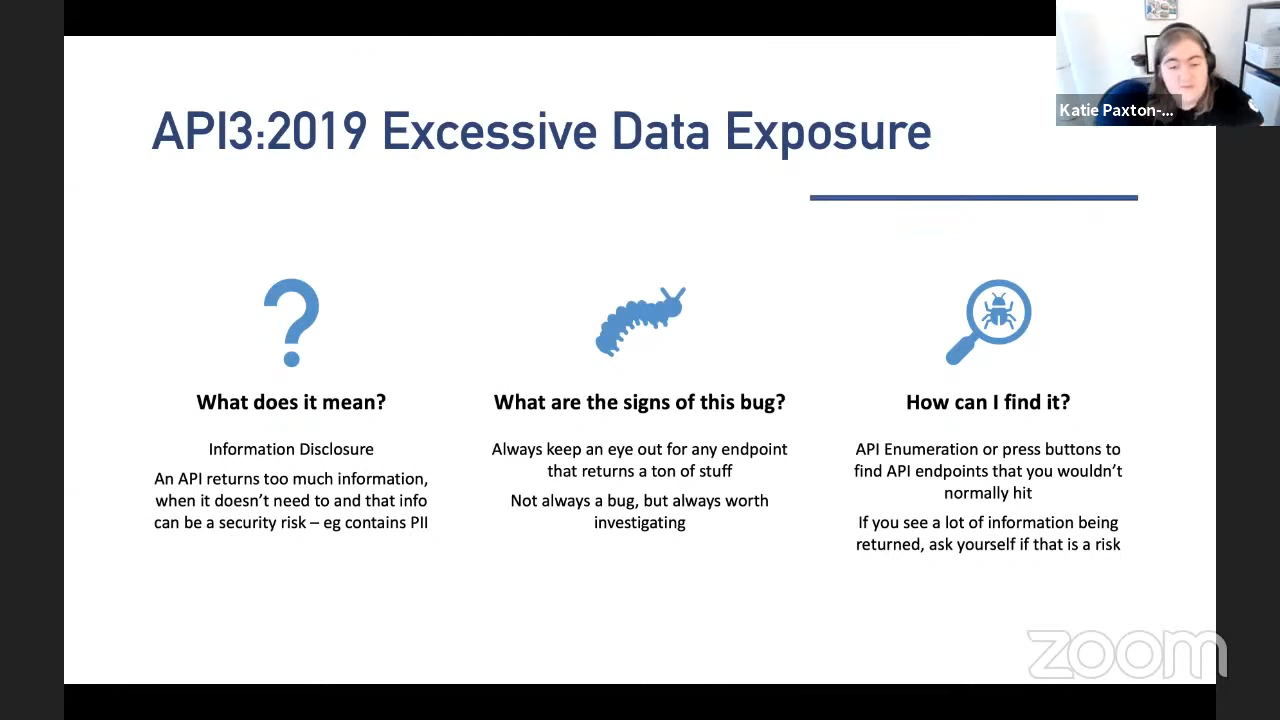 Katie Paxton-...
API3:2019 Excessive Data Exposure
What does it mean?
Information Disclosure
An API returns too much information,
when it doesn't need to and that info
can be a security risk – eg contains PII
What are the signs of this bug?
Always keep an eye out for any endpoint
that returns a ton of stuff
Not always a bug, but always worth
investigating
How can I find it?
API Enumeration or press buttons to
find API endpoints that you wouldn't
normally hit
If you see a lot of information being
returned, ask yourself if that is a risk
zoom